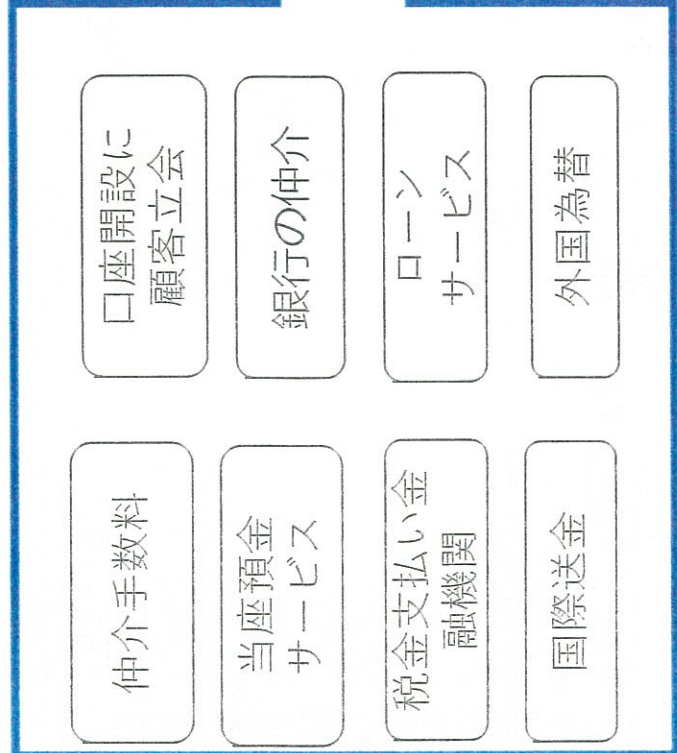 仲介手数料
口座開設に
顧客立会
当座預金
サービス
銀行の仲介
税金支払い金
融機関
ローン
サービス
国際送金
外国為替